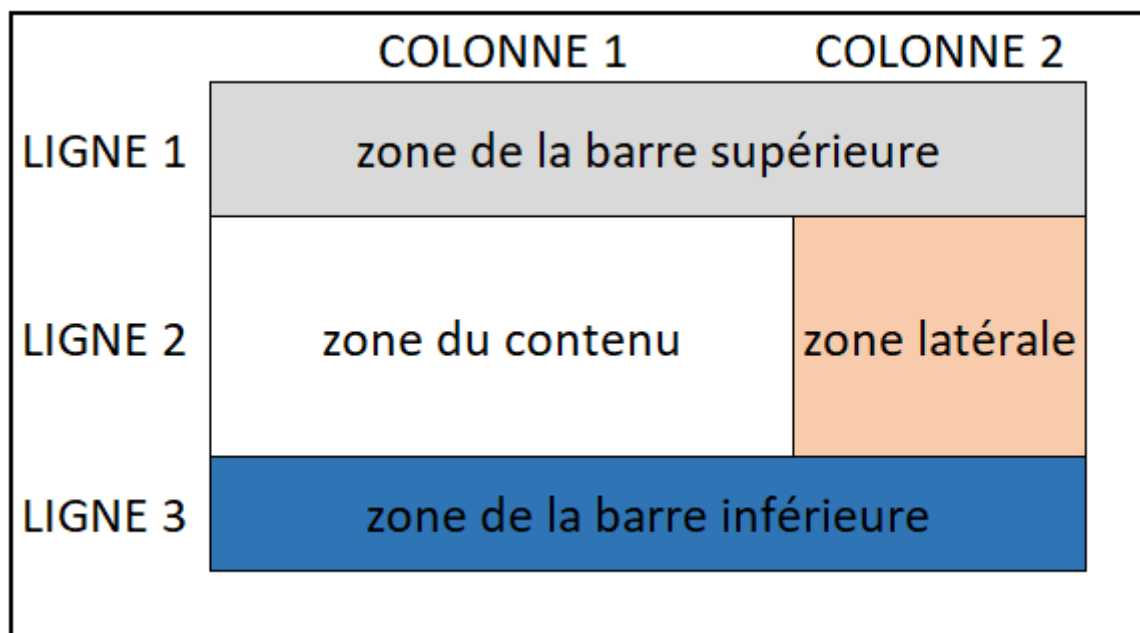 COLONNE 1 COLONNE 2
LIGNE 1 zone de la barre supérieure
LIGNE 2 zone du contenu zone latérale
LIGNE 3 zone de la barre inférieure